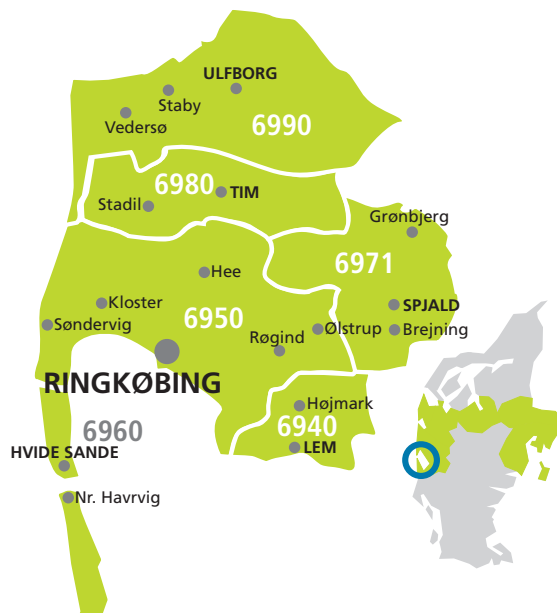 ULFBORG
Staby
Vedersø
6990
6980
TIM
Stadil
Grønbjerg
6971
Hee
Kloster
6950
SPJALD
Søndervig
Ølstrup
Brejning
Røgind
RINGKØBING
Højmark
6960
6940
HVIDE SANDE
LEM
Nr. Havrvig